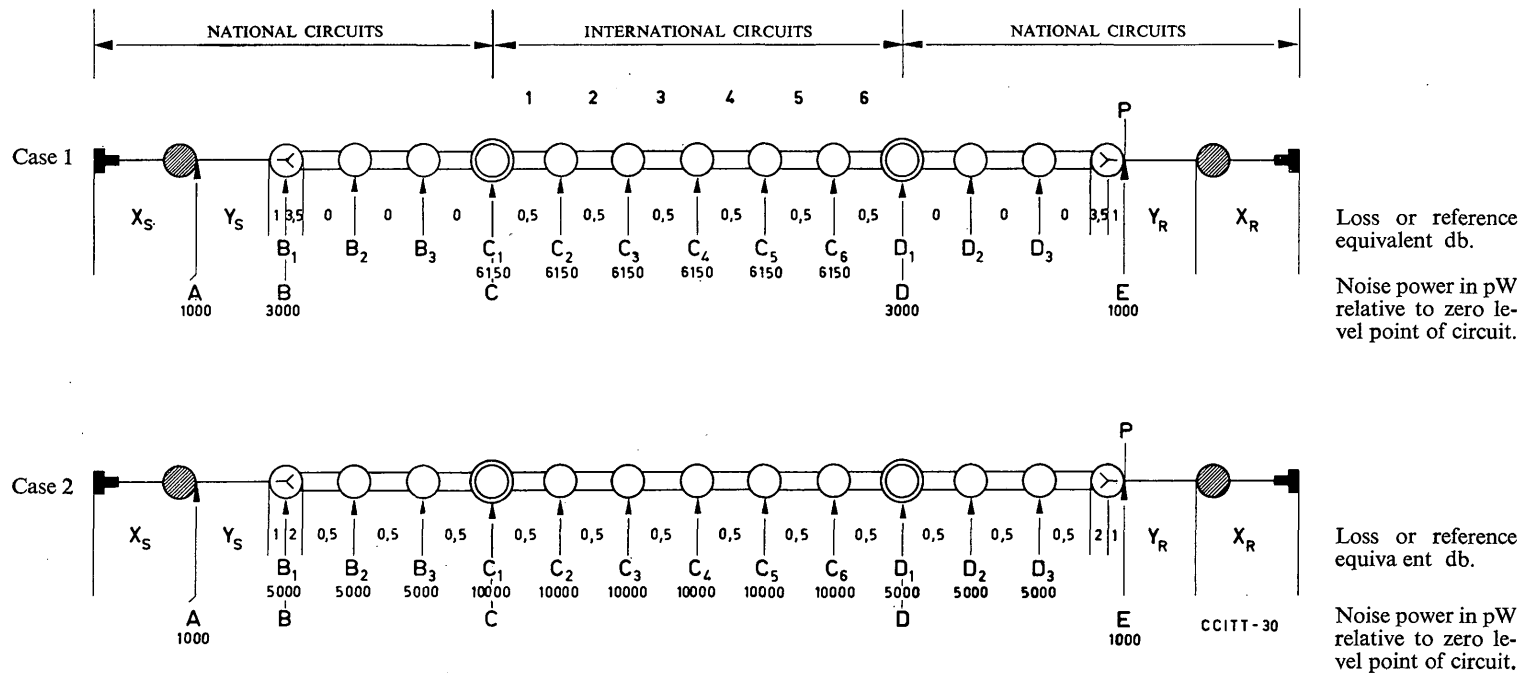 NATIONAL CIRCUITS INTERNATIONAL CIRCUITS NATIONAL CIRCUITS
1 2 3 4 5 6
P
Case 1
X_S Y_S 1 3,5 0 0 0 0,5 0,5 0,5 0,5 0,5 0,5 0 0 0 3,5 1 Y_R X_R
B_1 B_2 B_3 C_1 C_2 C_3 C_4 C_5 C_6 D_1 D_2 D_3
6150 6150 6150 6150 6150 6150
A B C D E
1000 3000 3000 1000
Loss or reference
equivalent db.
Noise power in pW
relative to zero le-
vel point of circuit.
P
Case 2
X_S Y_S 1 2 0,5 0,5 0,5 0,5 0,5 0,5 0,5 0,5 0,5 0,5 0,5 0,5 2 1 Y_R X_R
B_1 B_2 B_3 C_1 C_2 C_3 C_4 C_5 C_6 D_1 D_2 D_3
5000 5000 5000 10000 10000 10000 10000 10000 10000 5000 5000 5000
A B C D E
1000 1000
CCITT-30
Loss or reference
equiva ent db.
Noise power in pW
relative to zero le-
vel point of circuit.